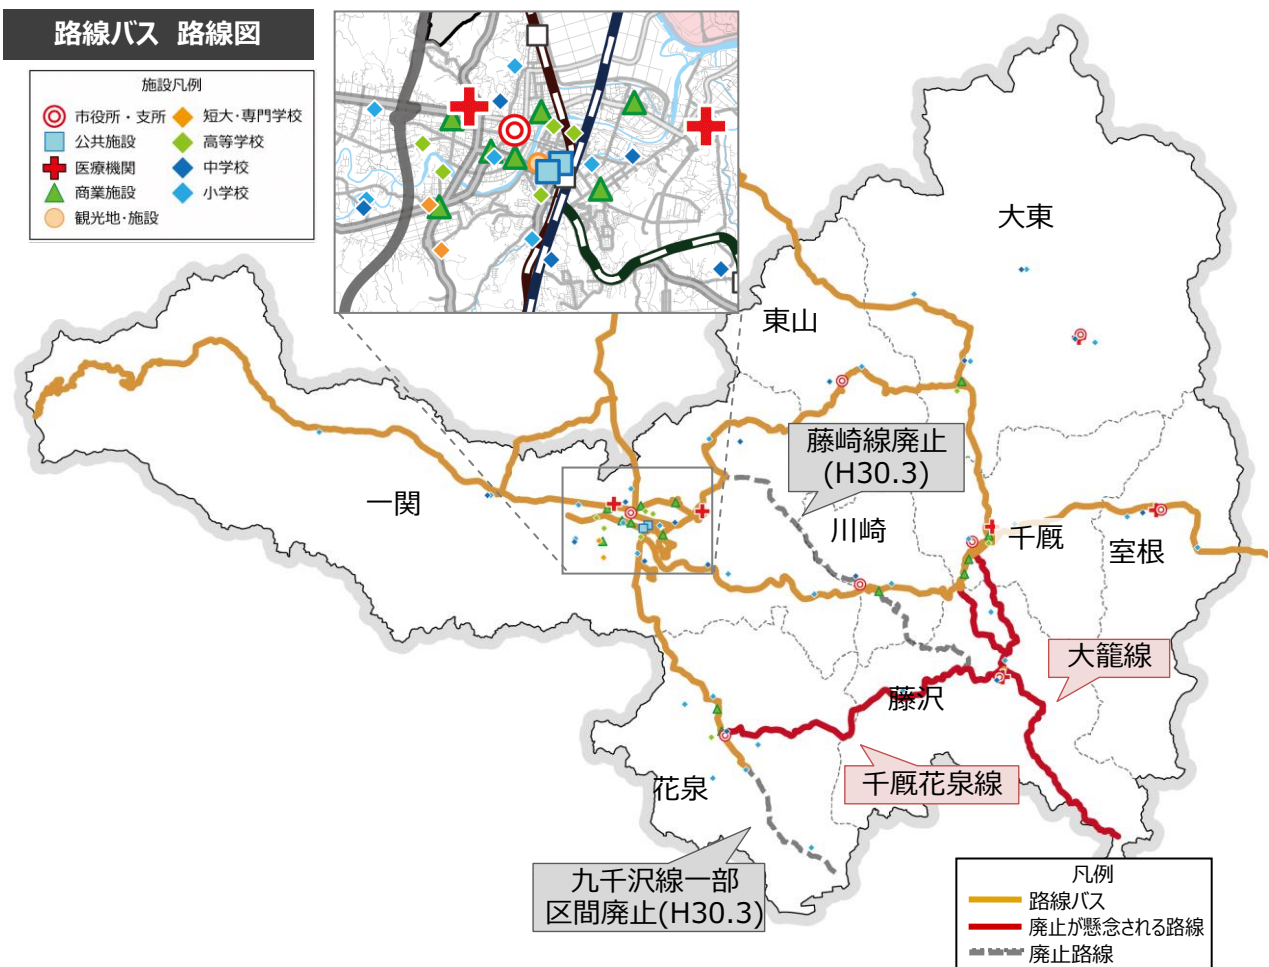 路線バス 路線図
施設凡例
市役所・支所
短大・専門学校
公共施設
高等学校
医療機関
中学校
商業施設
小学校
観光地・施設
大東
東山
藤崎線廃止
(H30.3)
一関
川崎
千厩
室根
大籠線
藤沢
千厩花泉線
花泉
九千沢線一部
区間廃止(H30.3)
凡例
路線バス
廃止が懸念される路線
廃止路線